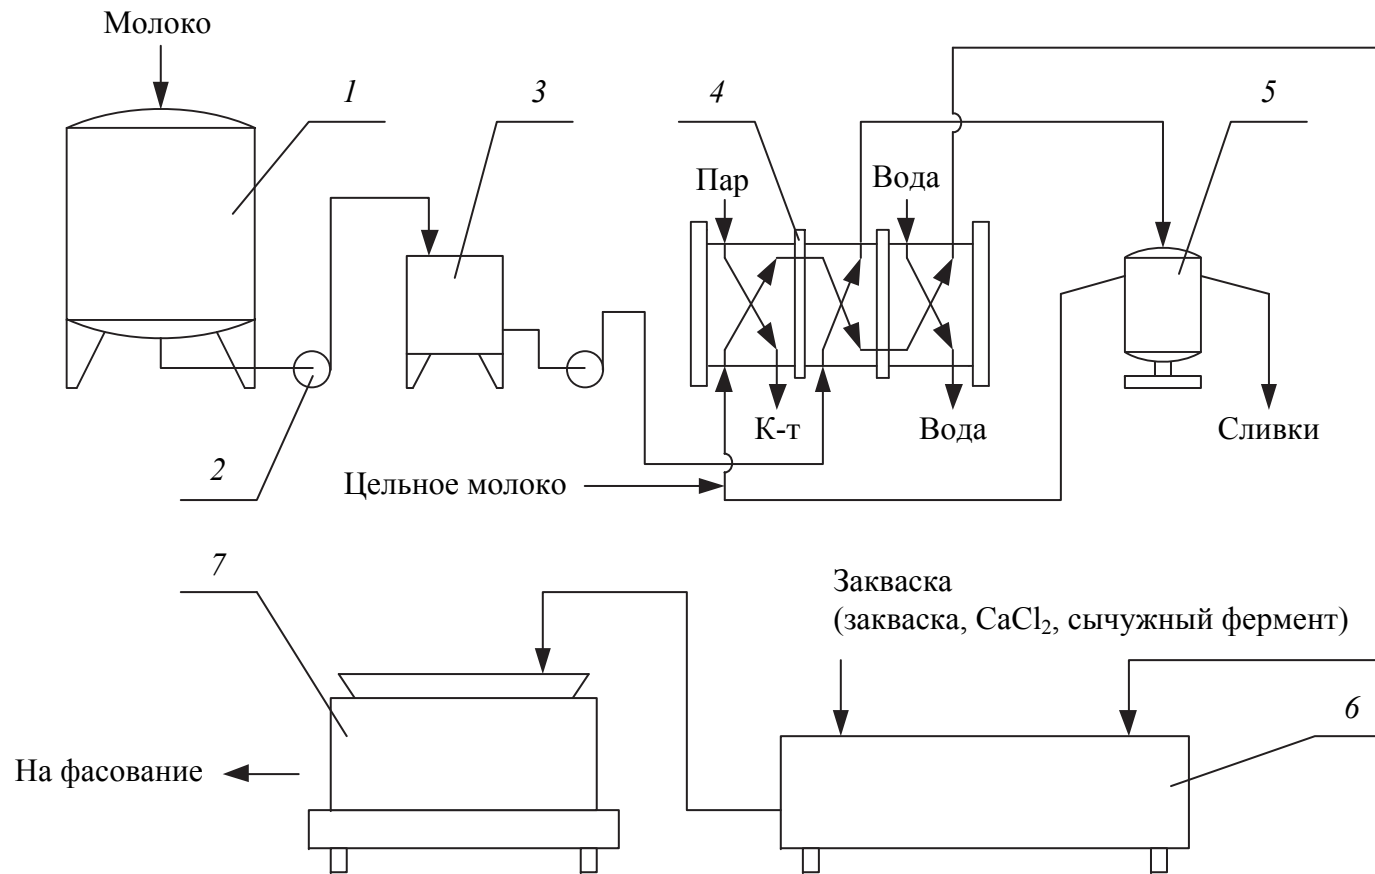 Молоко
1
3
4
5
Пар
Вода
К-т
Вода
Сливки
2
Цельное молоко
7
Закваска
(закваска, CaCl₂, сычужный фермент)
6
На фасование